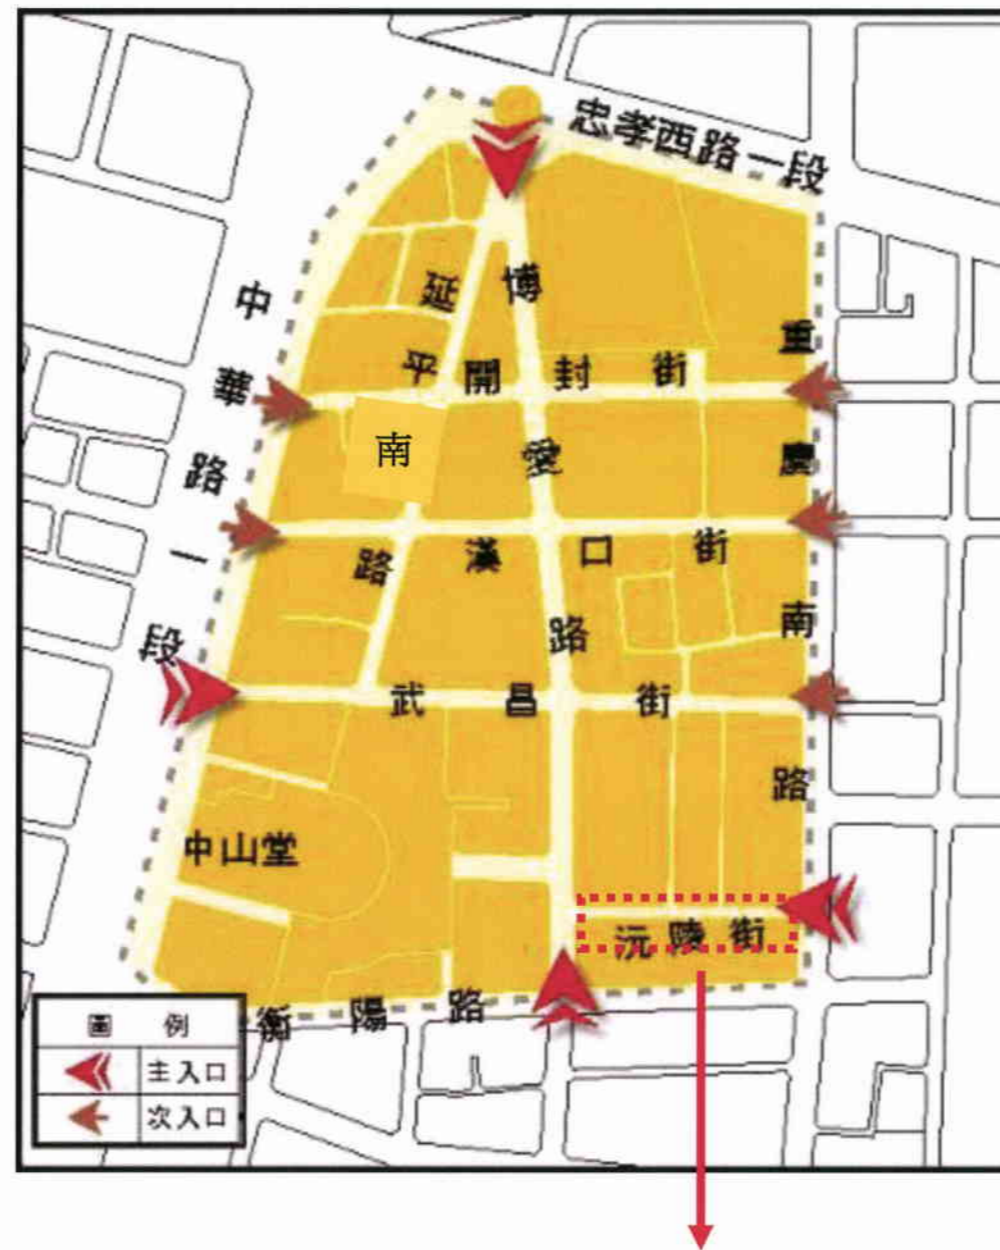 忠孝西路一段
中華路一段
延平南路
博愛路
重慶南路
開封街
漢口街
武昌街
中山堂
沅陵街
衡陽路
圖例
主入口
次入口